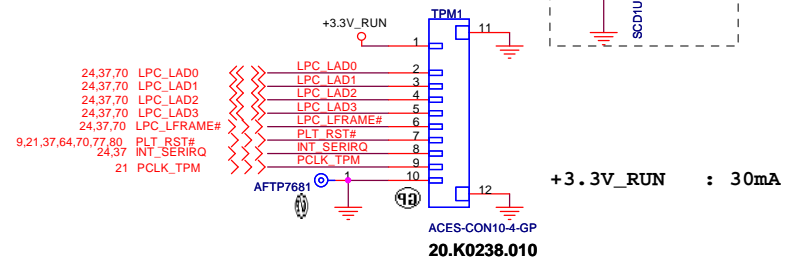 TPM1
SCD1U
+3.3V_RUN
1
11
24,37,70 LPC_LAD0 LPC_LAD0 2
24,37,70 LPC_LAD1 LPC_LAD1 3
24,37,70 LPC_LAD2 LPC_LAD2 4
24,37,70 LPC_LAD3 LPC_LAD3 5
24,37,70 LPC_LFRAME# LPC_LFRAME# 6
9,21,37,64,70,77,80 PLT_RST# PLT_RST# 7
24,37 INT_SERIRQ INT_SERIRQ 8
21 PCLK_TPM PCLK_TPM 9
AFTP7681 1 10
12
+3.3V_RUN : 30mA
ACES-CON10-4-GP
20.K0238.010